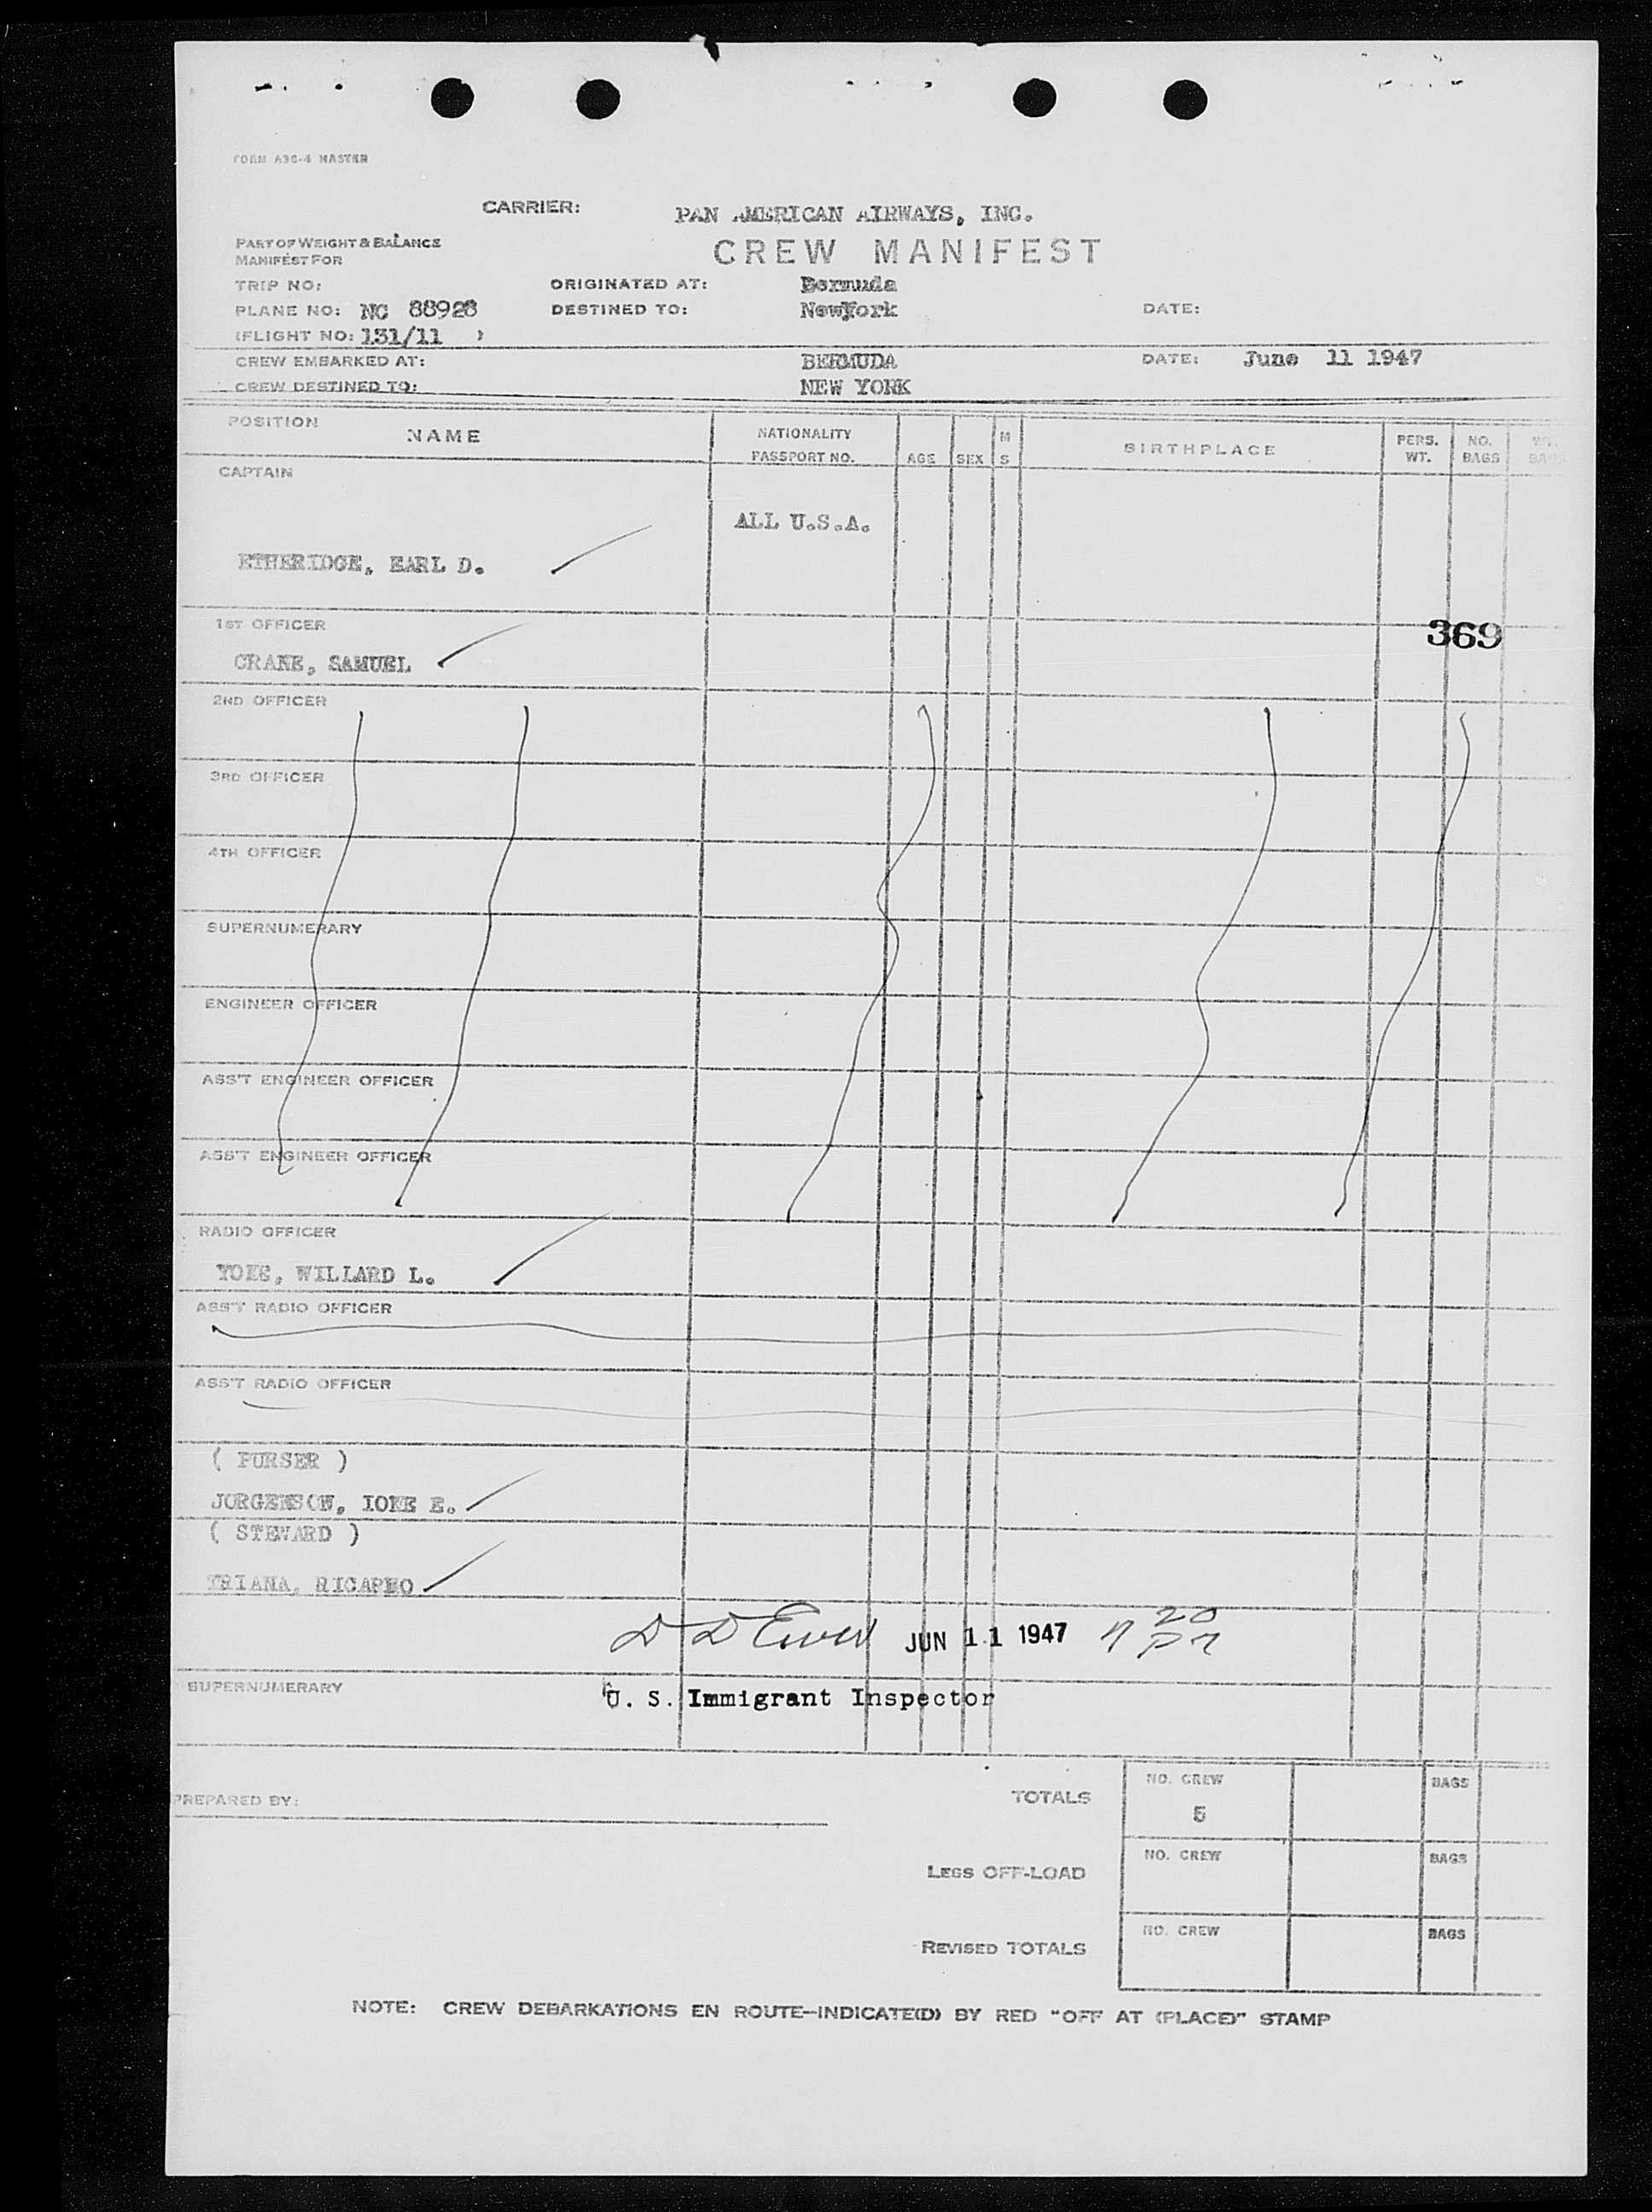 FORM A36-4 MASTER
CARRIER: PAN AMERICAN AIRWAYS, INC.
PART OF WEIGHT & BALANCE
MANIFEST FOR
CREW MANIFEST
TRIP NO: ORIGINATED AT: Bermuda
PLANE NO: NC 88928 DESTINED TO: NewYork DATE:
(FLIGHT NO: 131/11 )
CREW EMBARKED AT: BERMUDA DATE: June 11 1947
CREW DESTINED TO: NEW YORK
POSITION NAME NATIONALITY PASSPORT NO. AGE SEX M S BIRTHPLACE PERS. WT. NO. BAGS
CAPTAIN
ALL U.S.A.
ETHERIDGE, EARL D.
1ST OFFICER
369
CRANE, SAMUEL
2ND OFFICER
3RD OFFICER
4TH OFFICER
SUPERNUMERARY
ENGINEER OFFICER
ASS'T ENGINEER OFFICER
ASS'T ENGINEER OFFICER
RADIO OFFICER
WILLARD L.
ASS'T RADIO OFFICER
ASS'T RADIO OFFICER
( PURSER )
JORGENSON, IONE E.
( STEWARD )
TRIANA,
D D JUN 11 1947
20
SUPERNUMERARY
U. S. Immigrant Inspector
PREPARED BY:
TOTALS NO. CREW BAGS
5
LEGS OFF-LOAD NO. CREW BAGS
REVISED TOTALS NO. CREW BAGS
NOTE: CREW DEBARKATIONS EN ROUTE—INDICATE(D) BY RED "OFF AT (PLACE)" STAMP